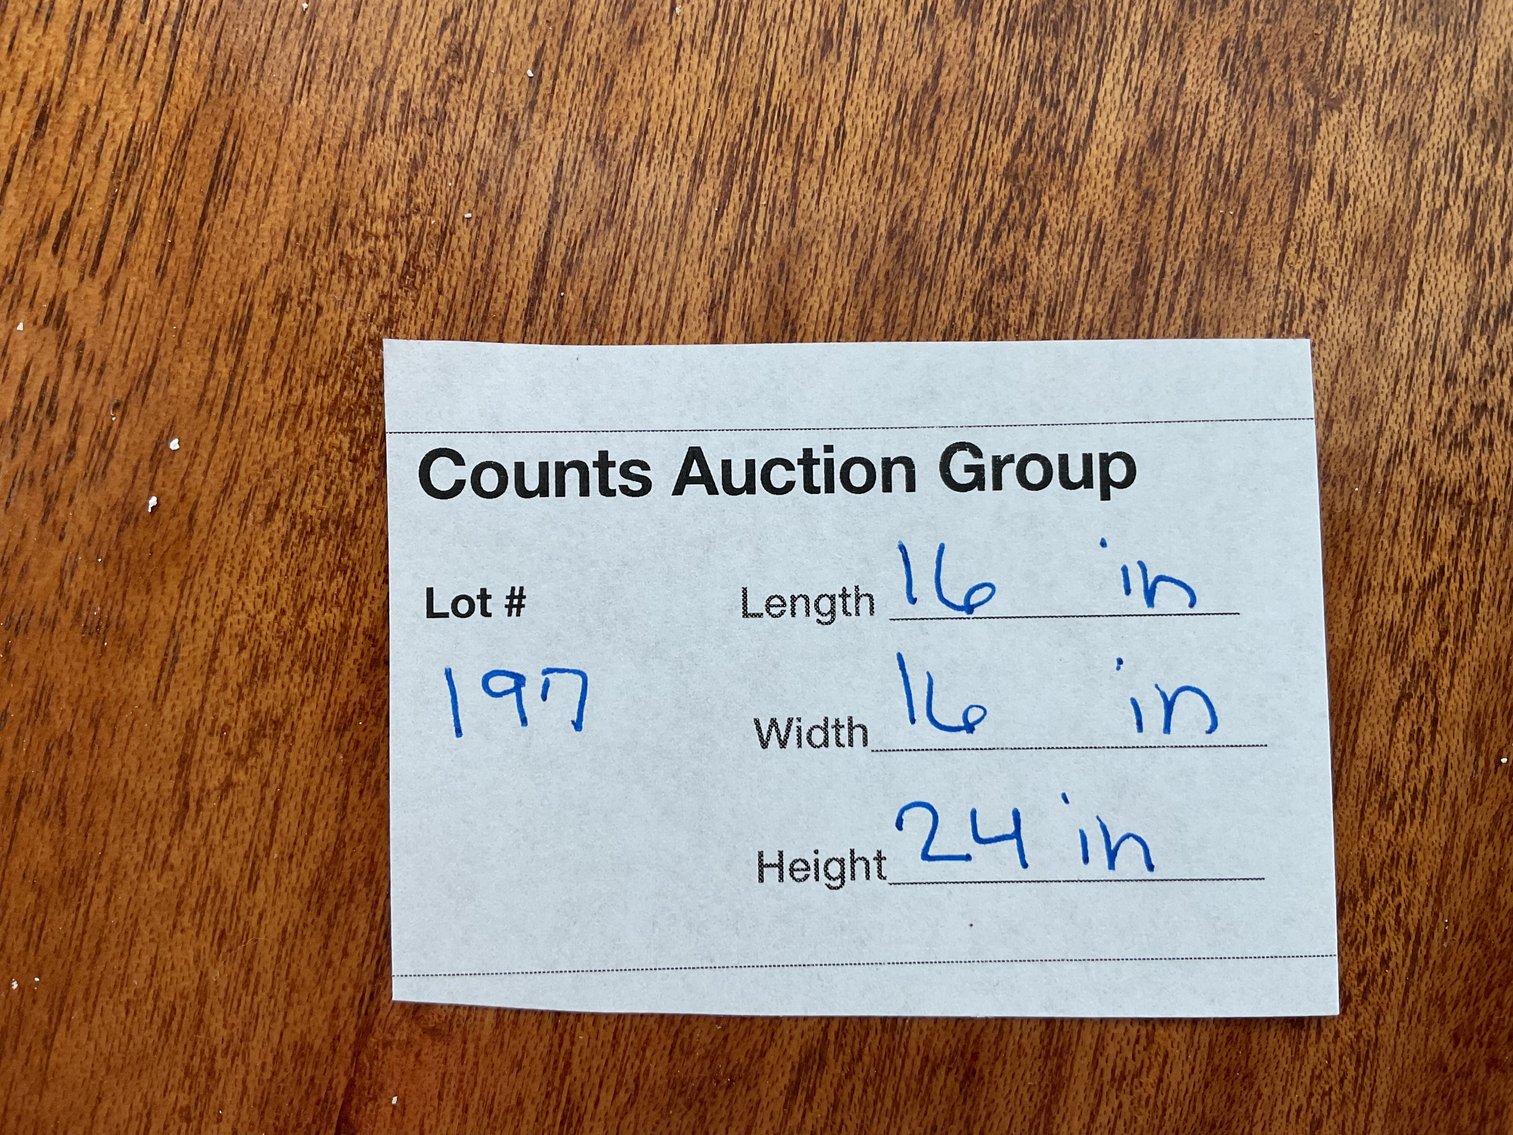 Counts Auction Group
Lot #
197
Length 16 in
Width 16 in
Height 24 in